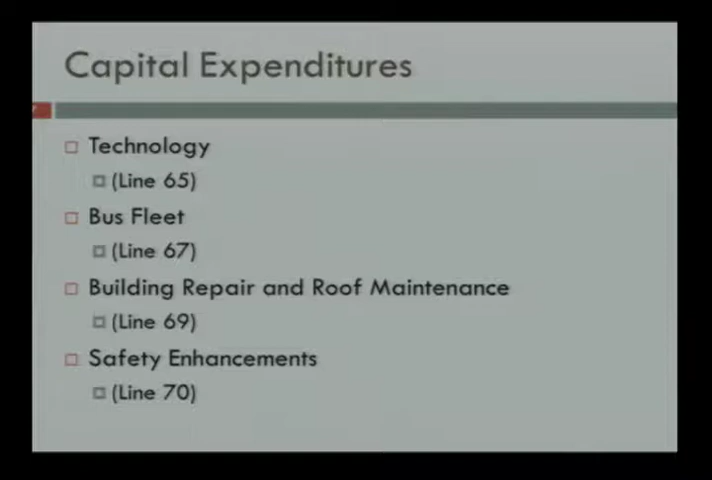 Capital Expenditures
Technology
(Line 65)
Bus Fleet
(Line 67)
Building Repair and Roof Maintenance
(Line 69)
Safety Enhancements
(Line 70)